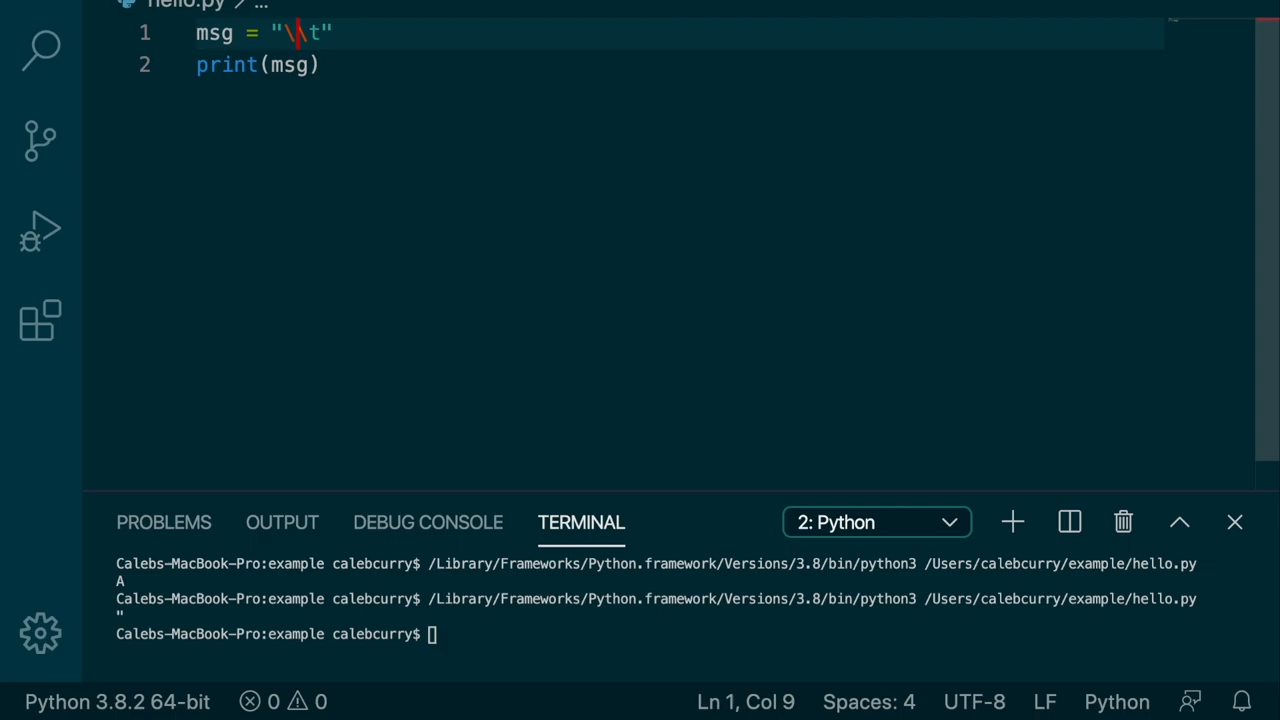 hello.py > ...
1 msg = "\\t"
2 print(msg)
PROBLEMS OUTPUT DEBUG CONSOLE TERMINAL 2: Python
Calebs-MacBook-Pro:example calebcurry$ /Library/Frameworks/Python.framework/Versions/3.8/bin/python3 /Users/calebcurry/example/hello.py
A
Calebs-MacBook-Pro:example calebcurry$ /Library/Frameworks/Python.framework/Versions/3.8/bin/python3 /Users/calebcurry/example/hello.py
"
Calebs-MacBook-Pro:example calebcurry$
Python 3.8.2 64-bit 0 0 Ln 1, Col 9 Spaces: 4 UTF-8 LF Python